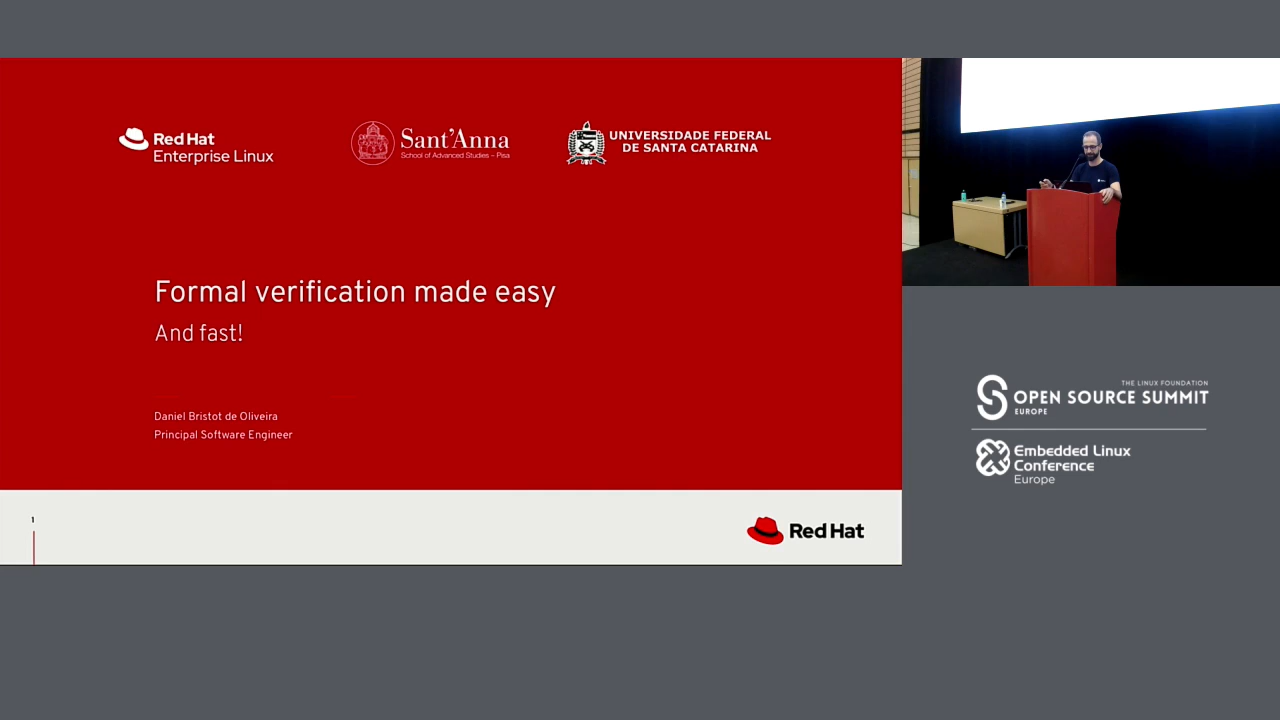 Red Hat
Enterprise Linux
Sant'Anna
School of Advanced Studies – Pisa
UNIVERSIDADE FEDERAL
DE SANTA CATARINA
Formal verification made easy
And fast!
Daniel Bristot de Oliveira
Principal Software Engineer
1
Red Hat
THE LINUX FOUNDATION
OPEN SOURCE SUMMIT
EUROPE
Embedded Linux
Conference
Europe